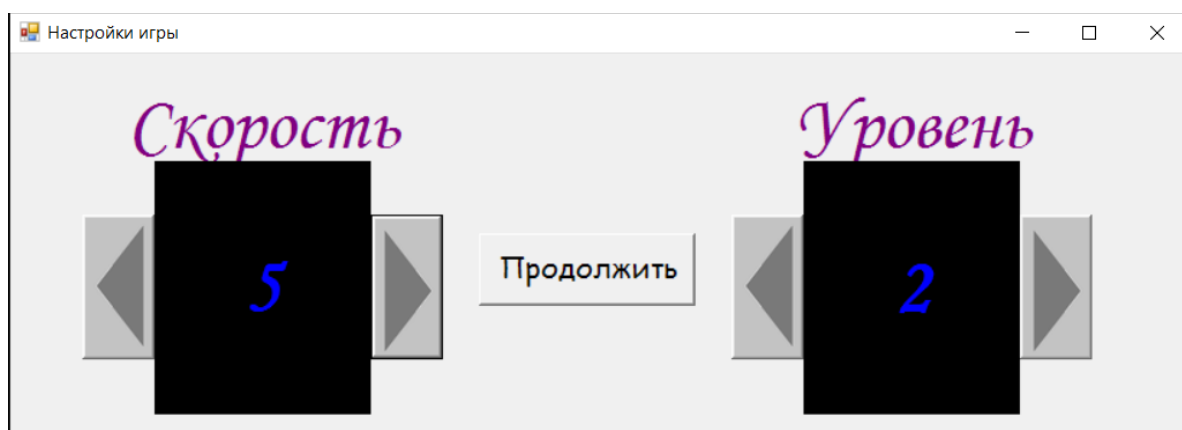 Настройки игры
Скорость
Уровень
5
Продолжить
2